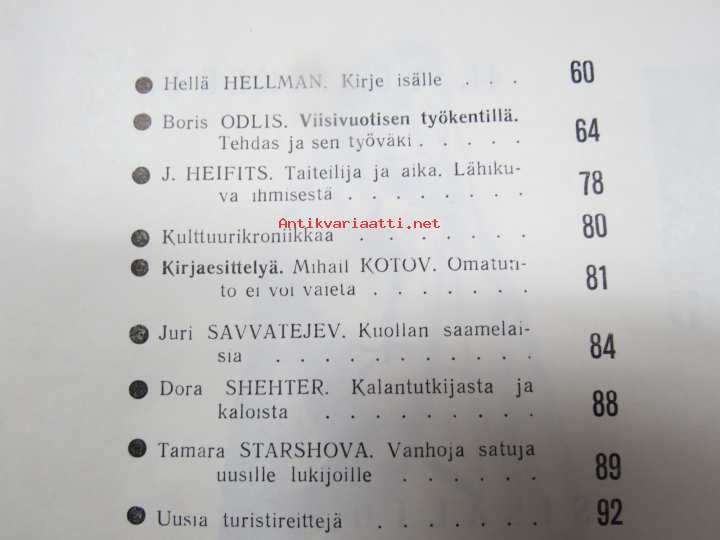 Hellä HELLMAN. Kirje isälle . . . 60
Boris ODLIS. Viisivuotisen työkentillä.
Tehdas ja sen työväki . . . . . 64
J. HEIFITS. Taiteilija ja aika. Lähiku-
va ihmisestä . . . . . . . 78
Antikvariaatti.net
Kulttuurikroniikkaa . . . . . . . 80
Kirjaesittelyä. Mihail KOTOV. Omatun-
to ei voi vaieta . . . . . . . 81
Juri SAVVATEJEV. Kuollan saamelai-
sia . . . . . . . . . . 84
Dora SHEHTER. Kalantutkijasta ja
kaloista . . . . . . . . 88
Tamara STARSHOVA. Vanhoja satuja
uusille lukijoille . . . . . . 89
Uusia turistireittejä . . . . . . . 92